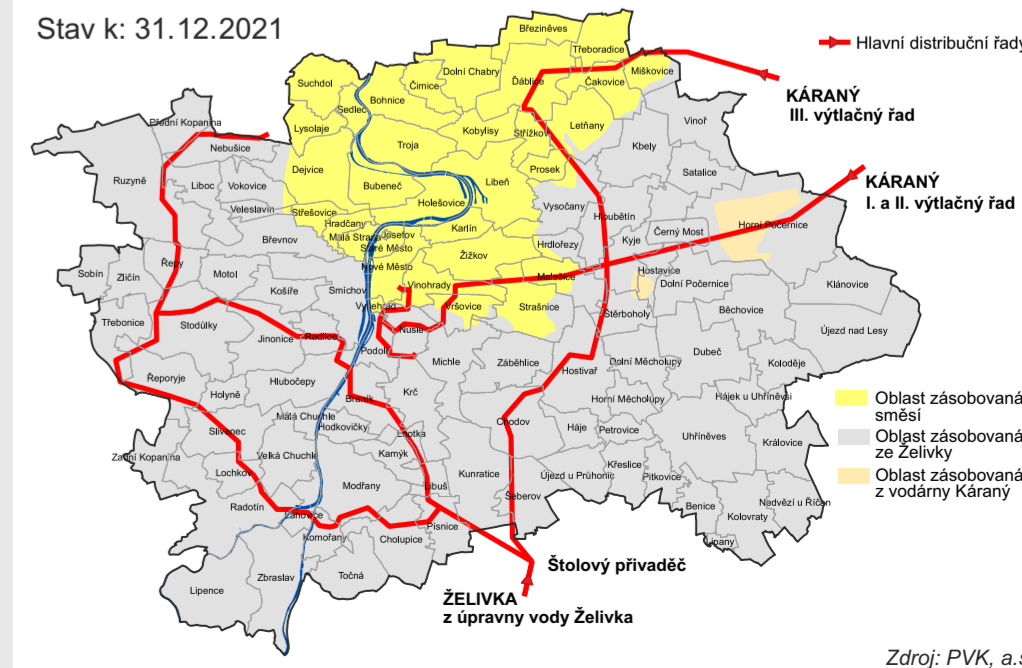 Stav k: 31.12.2021
Hlavní distribuční řady
KÁRANÝ
III. výtlačný řad
KÁRANÝ
I. a II. výtlačný řad
Březiněves
Třeboradice
Dolní Chabry
Ďáblice
Miškovice
Čakovice
Suchdol
Sedlec
Bohnice
Čimice
Přední Kopanina
Lysolaje
Kobylisy
Střížkov
Letňany
Vinoř
Nebušice
Troja
Kbely
Ruzyně
Liboc
Vokovice
Dejvice
Bubeneč
Libeň
Prosek
Satalice
Veleslavín
Střešovice
Holešovice
Vysočany
Hloubětín
Hradčany
Malá Strana
Josefov
Karlín
Staré Město
Hrdlořezy
Kyje
Černý Most
Horní Počernice
Břevnov
Žižkov
Sobín
Zličín
Řepy
Motol
Nové Město
Malešice
Hostavice
Dolní Počernice
Klánovice
Košíře
Smíchov
Vinohrady
Vyšehrad
Vršovice
Strašnice
Štěrboholy
Běchovice
Třebonice
Stodůlky
Jinonice
Radlice
Nusle
Újezd nad Lesy
Podolí
Michle
Záběhlice
Hostivař
Dolní Měcholupy
Dubeč
Koloděje
Řeporyje
Holyně
Hlubočepy
Braník
Krč
Horní Měcholupy
Hájek u Uhříněvsi
Malá Chuchle
Hodkovičky
Lhotka
Chodov
Háje
Petrovice
Uhříněves
Královice
Slivenec
Zadní Kopanina
Velká Chuchle
Kamýk
Kunratice
Újezd u Průhonic
Křeslice
Pitkovice
Lochkov
Modřany
Libuš
Šeberov
Benice
Nedvězí u Říčan
Radotín
Lahovice
Kolovraty
Komořany
Cholupice
Písnice
Lipany
Lipence
Zbraslav
Točná
Oblast zásobovaná
směsí
Oblast zásobovaná
ze Želivky
Oblast zásobovaná
z vodárny Káraný
Štolový přivaděč
ŽELIVKA
z úpravny vody Želivka
Zdroj: PVK, a.s